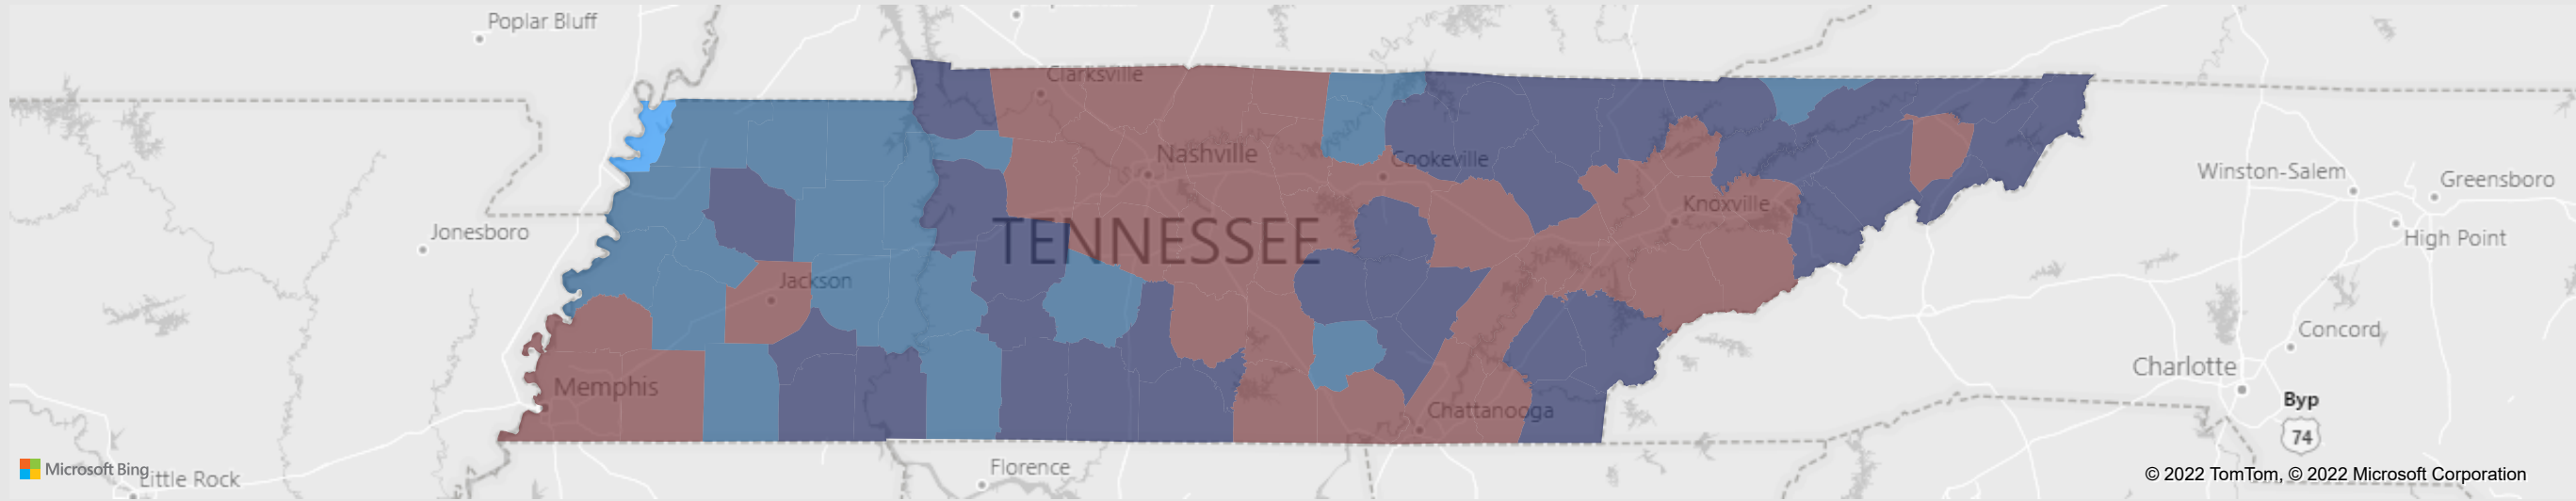 Poplar Bluff
Clarksville
Nashville
Cookeville
Winston-Salem
Greensboro
Knoxville
Jonesboro
TENNESSEE
High Point
Jackson
Concord
Charlotte
Memphis
Chattanooga
Byp
74
Microsoft Bing
Little Rock
Florence
© 2022 TomTom, © 2022 Microsoft Corporation